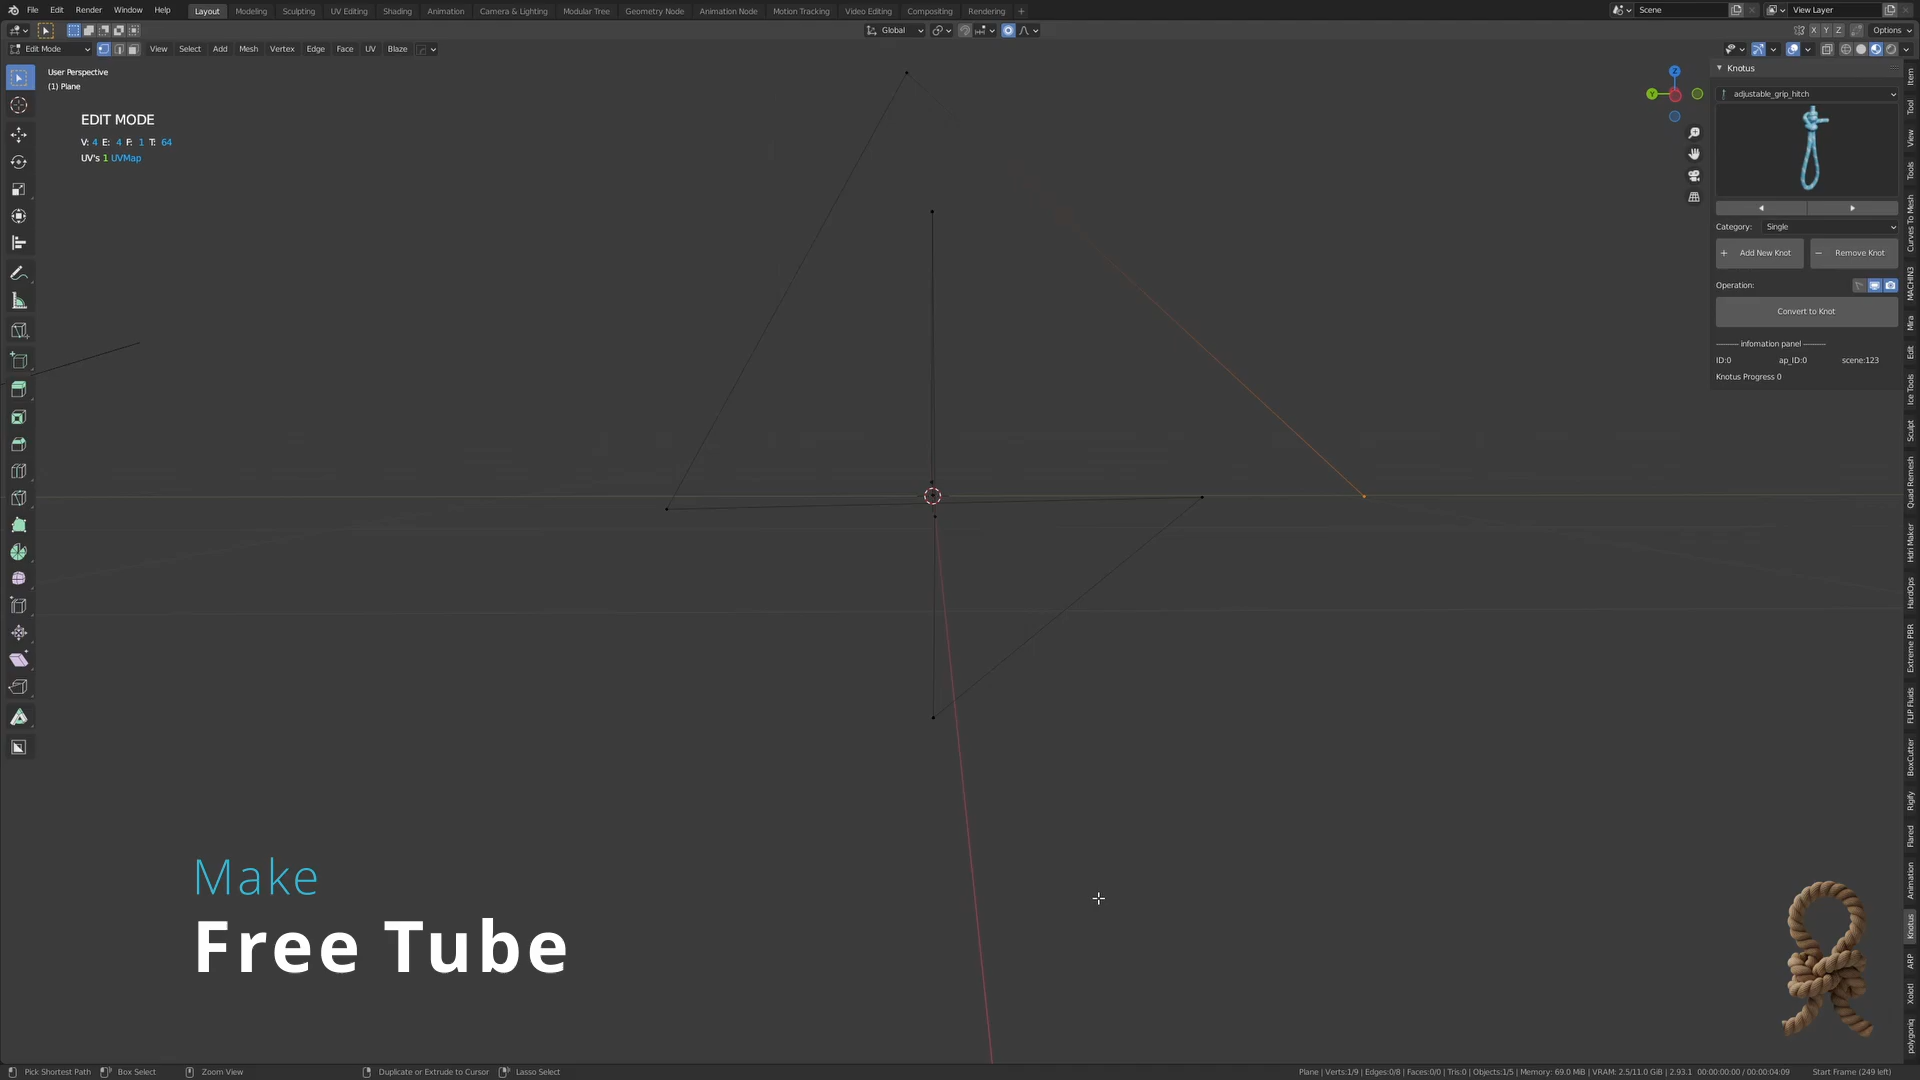 File Edit Render Window Help Layout Modeling Sculpting UV Editing Shading Animation Camera & Lighting Modular Tree Geometry Node Animation Node Motion Tracking Video Editing Compositing Rendering + Scene View Layer
Global X Y Z Options
Edit Mode View Select Add Mesh Vertex Edge Face UV Blaze
User Perspective
(1) Plane
EDIT MODE
V: 4 E: 4 F: 1 T: 64
UV's 1 UVMap
Z
Y
Knotus
adjustable_grip_hitch
Category: Single
+ Add New Knot − Remove Knot
Operation:
Convert to Knot
-------- infomation panel --------
ID:0 ap_ID:0 scene:123
Knotus Progress 0
Item
Tool
View
Tools
Curves To Mesh
MACHIN3
Mira
Edit
Ice Tools
Sculpt
Quad Remesh
Hdri Maker
HardOps
Extreme PBR
FLIP Fluids
BoxCutter
Rigify
Flared
Animation
Knotus
ARP
Xolotl
polygoniq
Make
Free Tube
Pick Shortest Path Box Select Zoom View Duplicate or Extrude to Cursor Lasso Select Plane | Verts:1/9 | Edges:0/8 | Faces:0/0 | Tris:0 | Objects:1/5 | Memory: 69.0 MiB | VRAM: 2.5/11.0 GiB | 2.93.1 00:00:00:00 / 00:00:04:09 Start Frame (249 left)